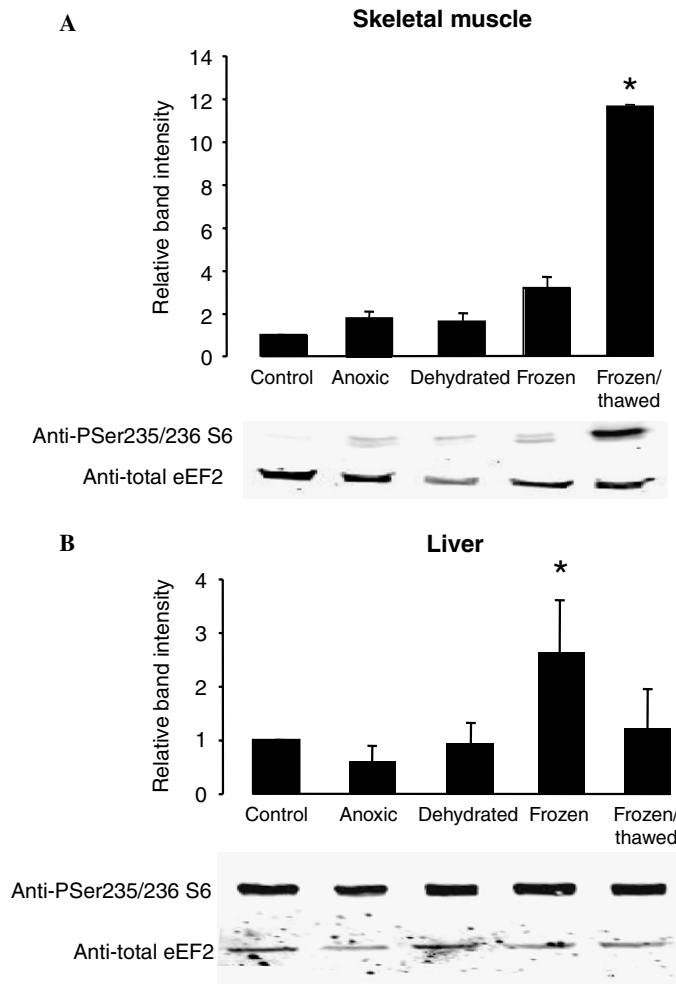 A
Skeletal muscle
Relative band intensity
14
12
10
8
6
4
2
0
*
Control Anoxic Dehydrated Frozen Frozen/
thawed
Anti-PSer235/236 S6
Anti-total eEF2
B
Liver
Relative band intensity
4
3
2
1
0
*
Control Anoxic Dehydrated Frozen Frozen/
thawed
Anti-PSer235/236 S6
Anti-total eEF2